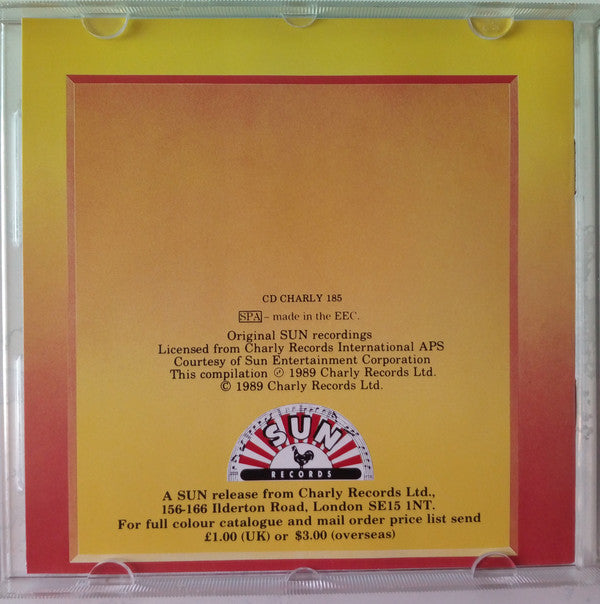 CD CHARLY 185
SPA – made in the EEC.
Original SUN recordings
Licensed from Charly Records International APS
Courtesy of Sun Entertainment Corporation
This compilation ℗ 1989 Charly Records Ltd.
© 1989 Charly Records Ltd.
SUN
RECORDS
A SUN release from Charly Records Ltd.,
156-166 Ilderton Road, London SE15 1NT.
For full colour catalogue and mail order price list send
£1.00 (UK) or $3.00 (overseas)